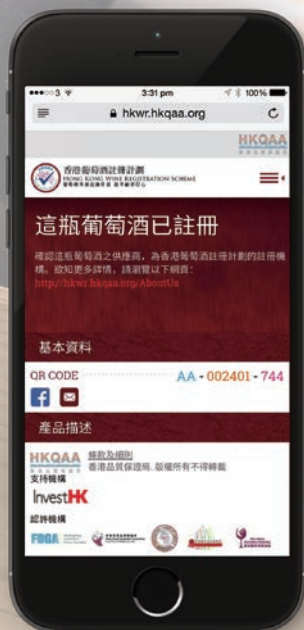 3
3:31 pm
100%
hkwr.hkqaa.org
HKQAA
香港葡萄酒註冊計劃
HONG KONG WINE REGISTRATION SCHEME
這瓶葡萄酒已註冊
確認這瓶葡萄酒之供應商，為香港葡萄酒註冊計劃的註冊機
構。欲知更多詳情，請瀏覽以下網頁：
http://hkwr.hkqaa.org/AboutUs
基本資料
QR CODE AA - 002401 - 744
產品描述
HKQAA
條款及細則
香港品質保證局. 版權所有不得轉載
支持機構
InvestHK
認許機構
FDGA